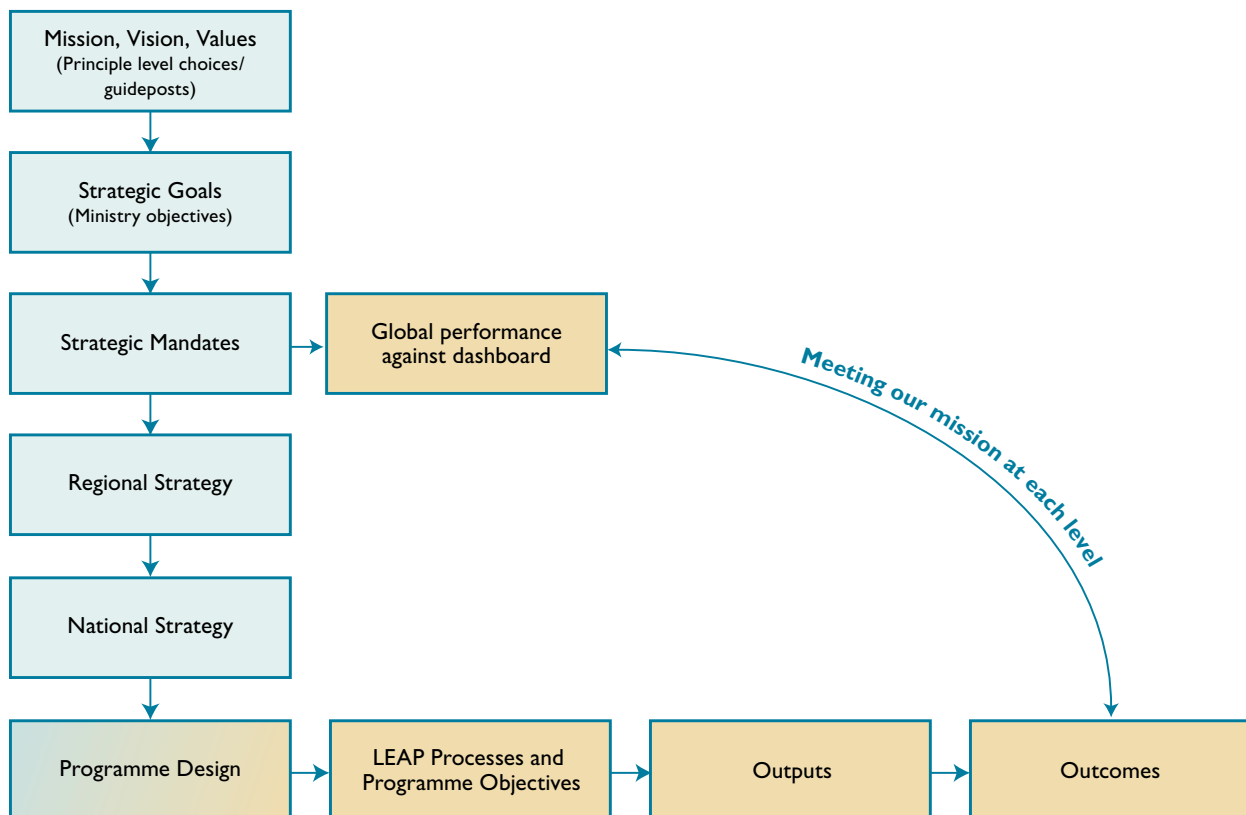 Mission, Vision, Values
(Principle level choices/
guideposts)
Strategic Goals
(Ministry objectives)
Strategic Mandates
Global performance
against dashboard
Meeting our mission at each level
Regional Strategy
National Strategy
Programme Design
LEAP Processes and
Programme Objectives
Outputs
Outcomes